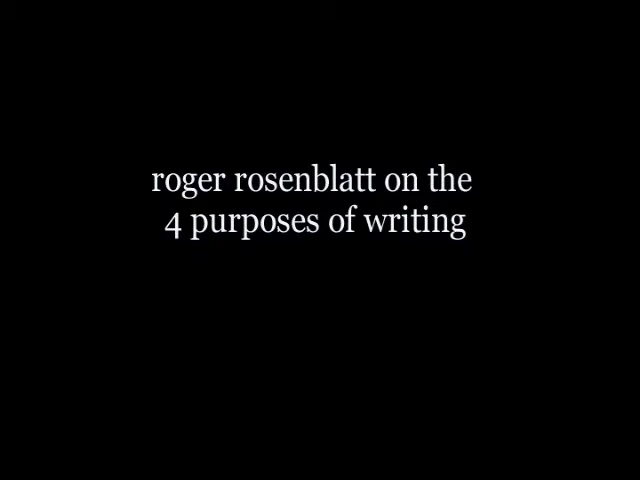 roger rosenblatt on the
4 purposes of writing